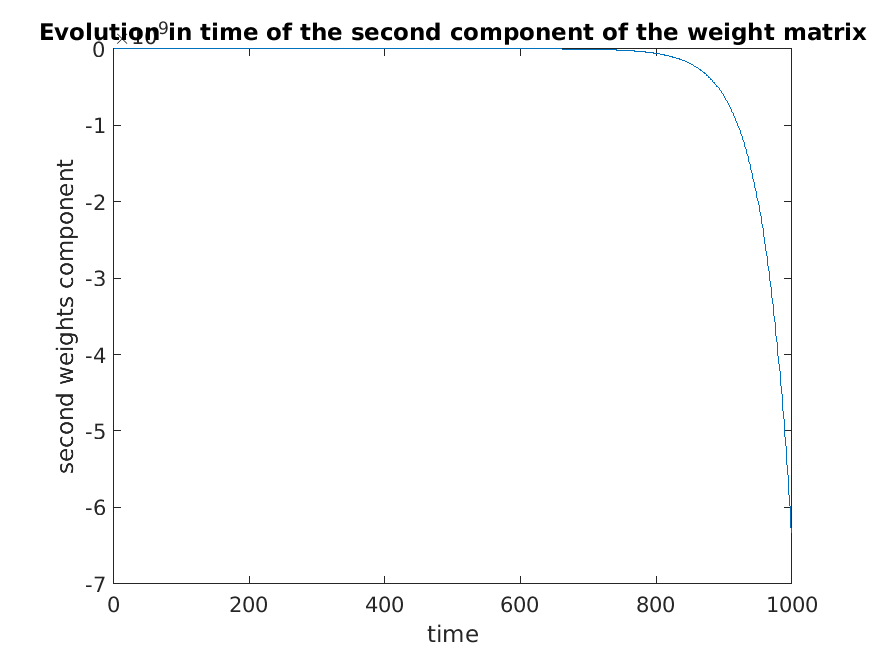 Evolution in time of the second component of the weight matrix
×10⁹
0
-1
-2
-3
-4
-5
-6
-7
second weights component
0 200 400 600 800 1000
time